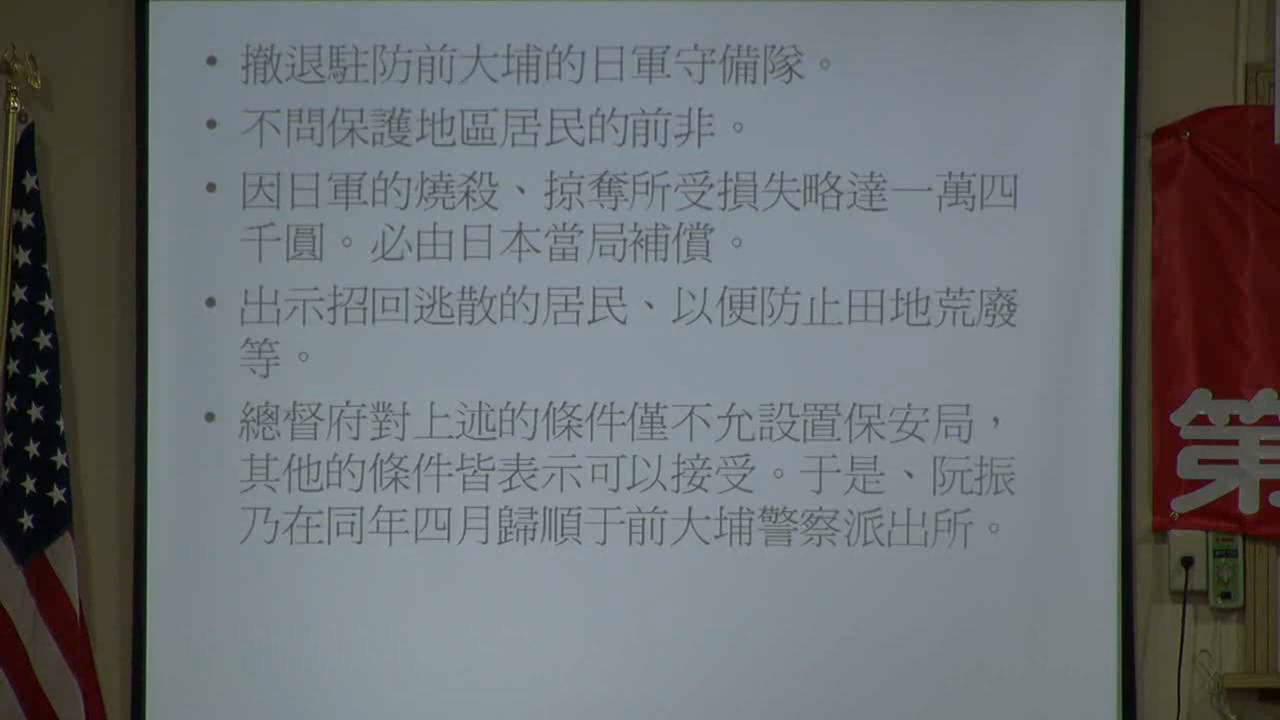 • 撤退駐防前大埔的日軍守備隊。
• 不問保護地區居民的前非。
• 因日軍的燒殺、掠奪所受損失略達一萬四
千圓。必由日本當局補償。
• 出示招回逃散的居民、以便防止田地荒廢
等。
• 總督府對上述的條件僅不允設置保安局，
其他的條件皆表示可以接受。于是、阮振
乃在同年四月歸順于前大埔警察派出所。
第